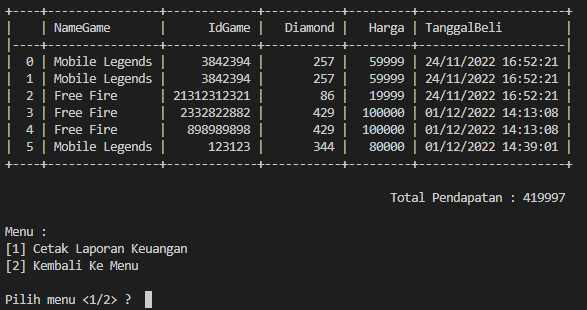 +----+----------------+-------------+-----------+---------+---------------------+
|    | NameGame       |      IdGame |   Diamond |   Harga | TanggalBeli         |
|----+----------------+-------------+-----------+---------+---------------------|
|  0 | Mobile Legends |     3842394 |       257 |   59999 | 24/11/2022 16:52:21 |
|  1 | Mobile Legends |     3842394 |       257 |   59999 | 24/11/2022 16:52:21 |
|  2 | Free Fire      | 21312312321 |        86 |   19999 | 24/11/2022 16:52:21 |
|  3 | Free Fire      |  2332822882 |       429 |  100000 | 01/12/2022 14:13:08 |
|  4 | Free Fire      |   898989898 |       429 |  100000 | 01/12/2022 14:13:08 |
|  5 | Mobile Legends |      123123 |       344 |   80000 | 01/12/2022 14:39:01 |
+----+----------------+-------------+-----------+---------+---------------------+
Total Pendapatan : 419997
Menu :
[1] Cetak Laporan Keuangan
[2] Kembali Ke Menu
Pilih menu <1/2> ?